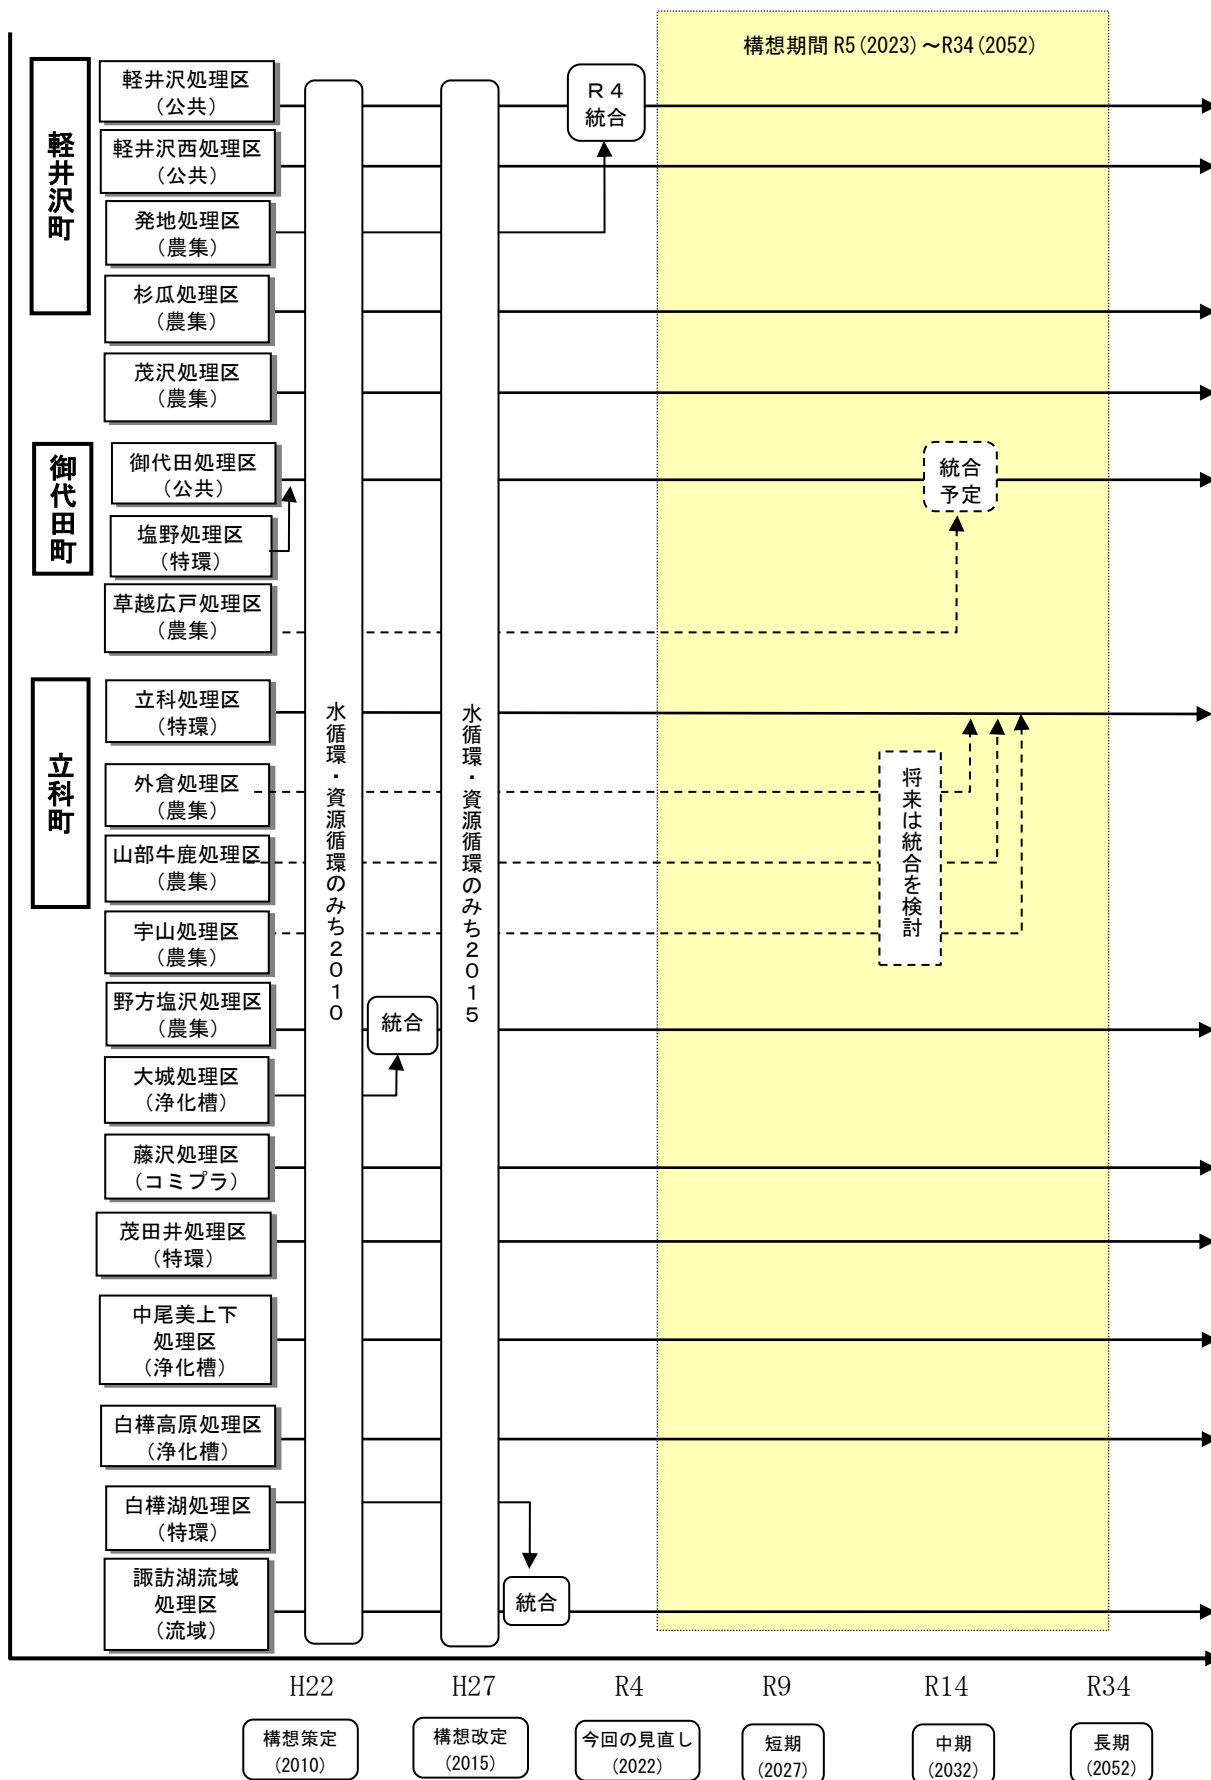 構想期間 R5(2023)～R34(2052)
軽井沢町
軽井沢処理区
（公共）
R4
統合
軽井沢西処理区
（公共）
発地処理区
（農集）
杉瓜処理区
（農集）
茂沢処理区
（農集）
御代田町
御代田処理区
（公共）
統合
予定
塩野処理区
（特環）
草越広戸処理区
（農集）
立科町
立科処理区
（特環）
外倉処理区
（農集）
山部牛鹿処理区
（農集）
宇山処理区
（農集）
将来は統合を検討
野方塩沢処理区
（農集）
統合
大城処理区
（浄化槽）
藤沢処理区
（コミプラ）
茂田井処理区
（特環）
中尾美上下
処理区
（浄化槽）
白樺高原処理区
（浄化槽）
白樺湖処理区
（特環）
諏訪湖流域
処理区
（流域）
統合
水循環・資源循環のみち２０１０
水循環・資源循環のみち２０１５
H22
H27
R4
R9
R14
R34
構想策定
(2010)
構想改定
(2015)
今回の見直し
(2022)
短期
(2027)
中期
(2032)
長期
(2052)